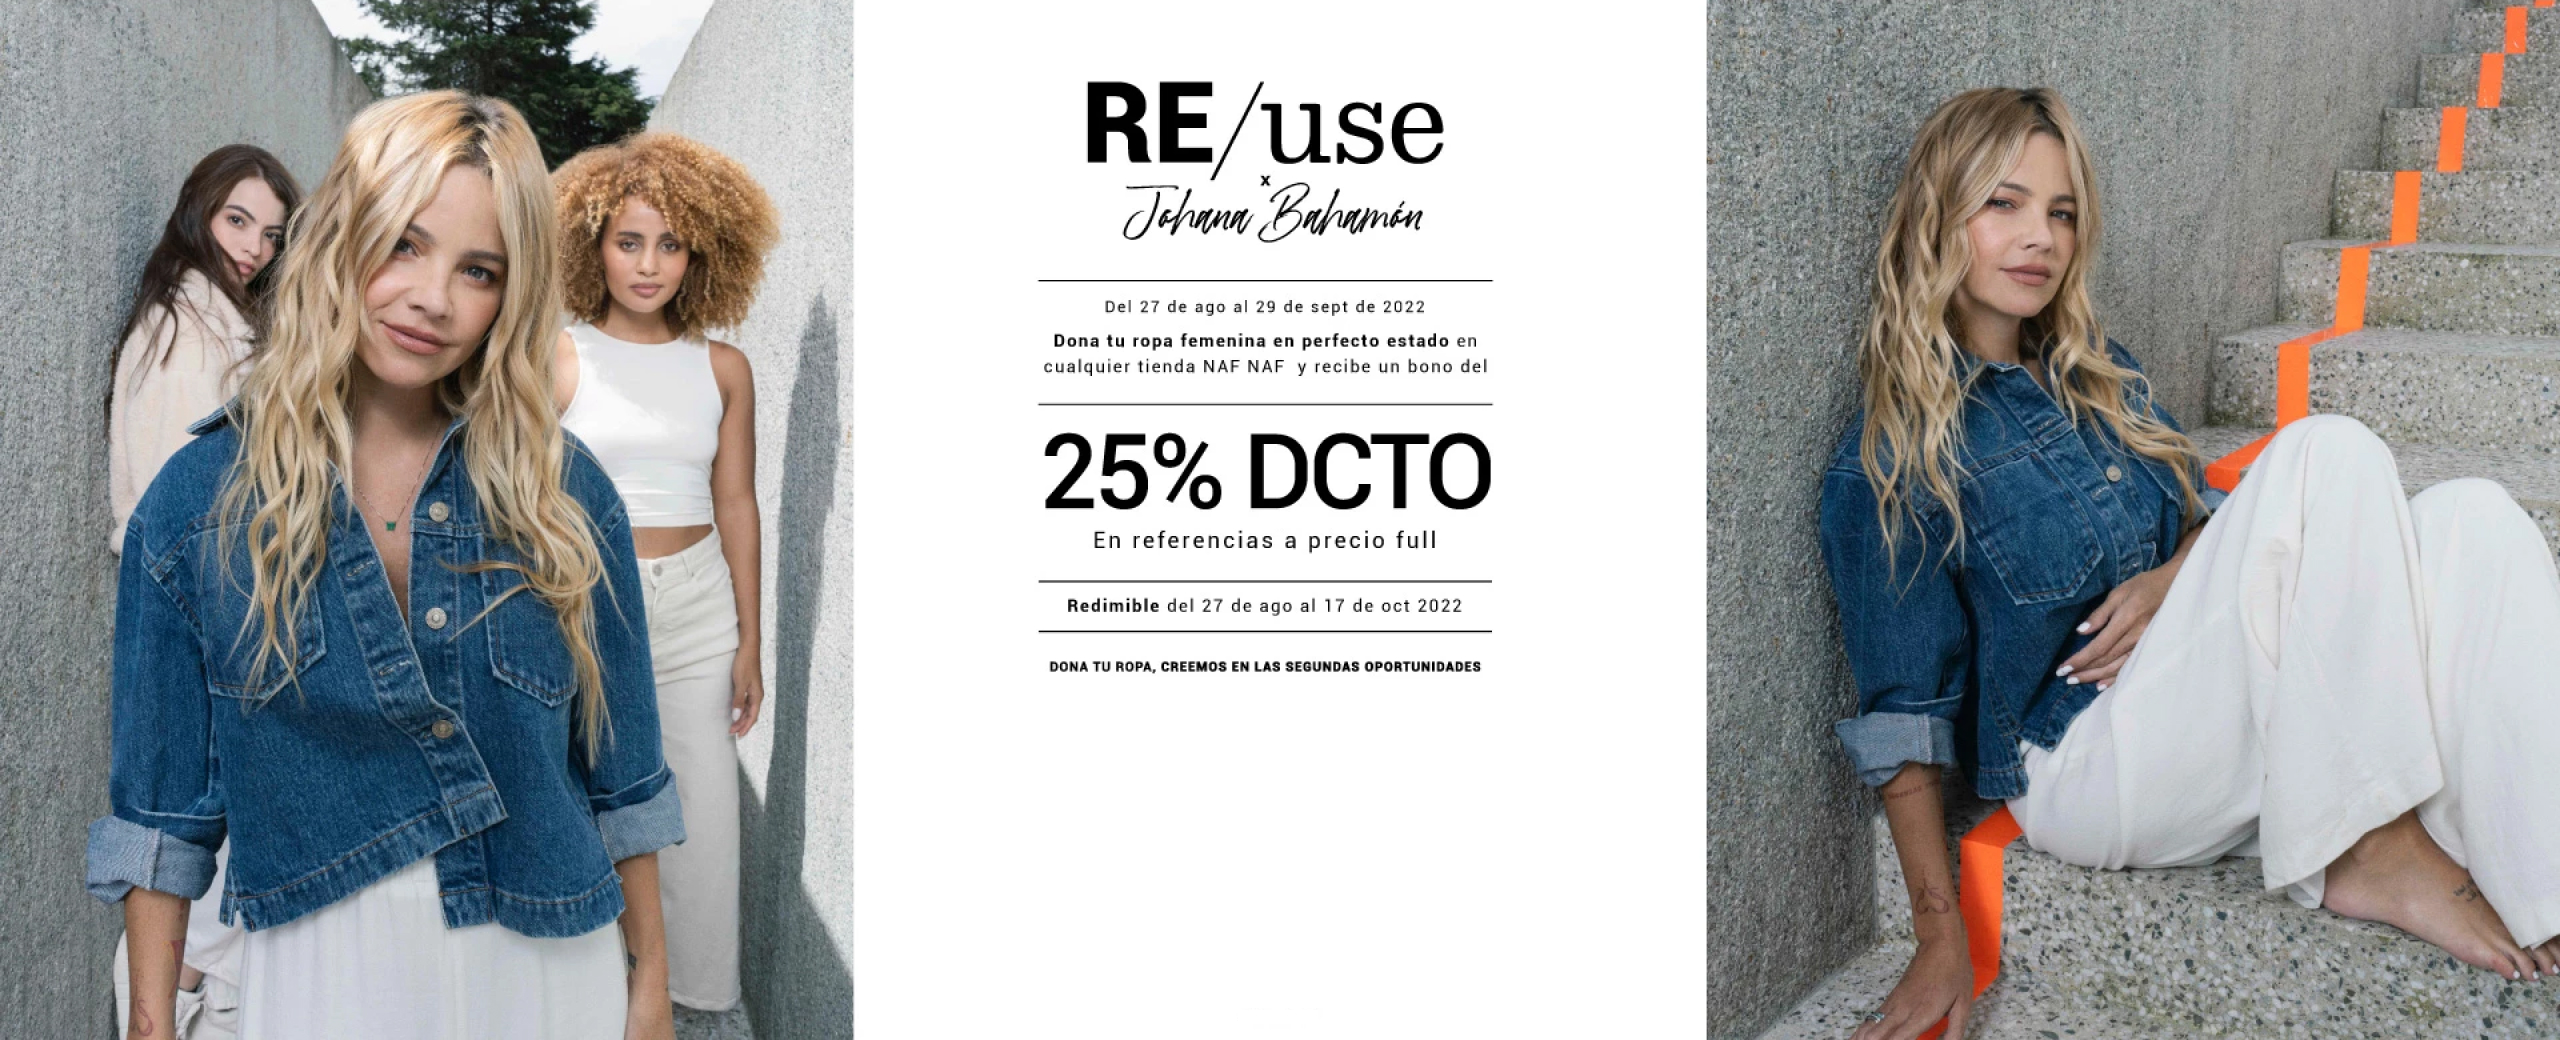 RE/use
x
Johana Bahamón
Del 27 de ago al 29 de sept de 2022
Dona tu ropa femenina en perfecto estado en
cualquier tienda NAF NAF y recibe un bono del
25% DCTO
En referencias a precio full
Redimible del 27 de ago al 17 de oct 2022
DONA TU ROPA, CREEMOS EN LAS SEGUNDAS OPORTUNIDADES